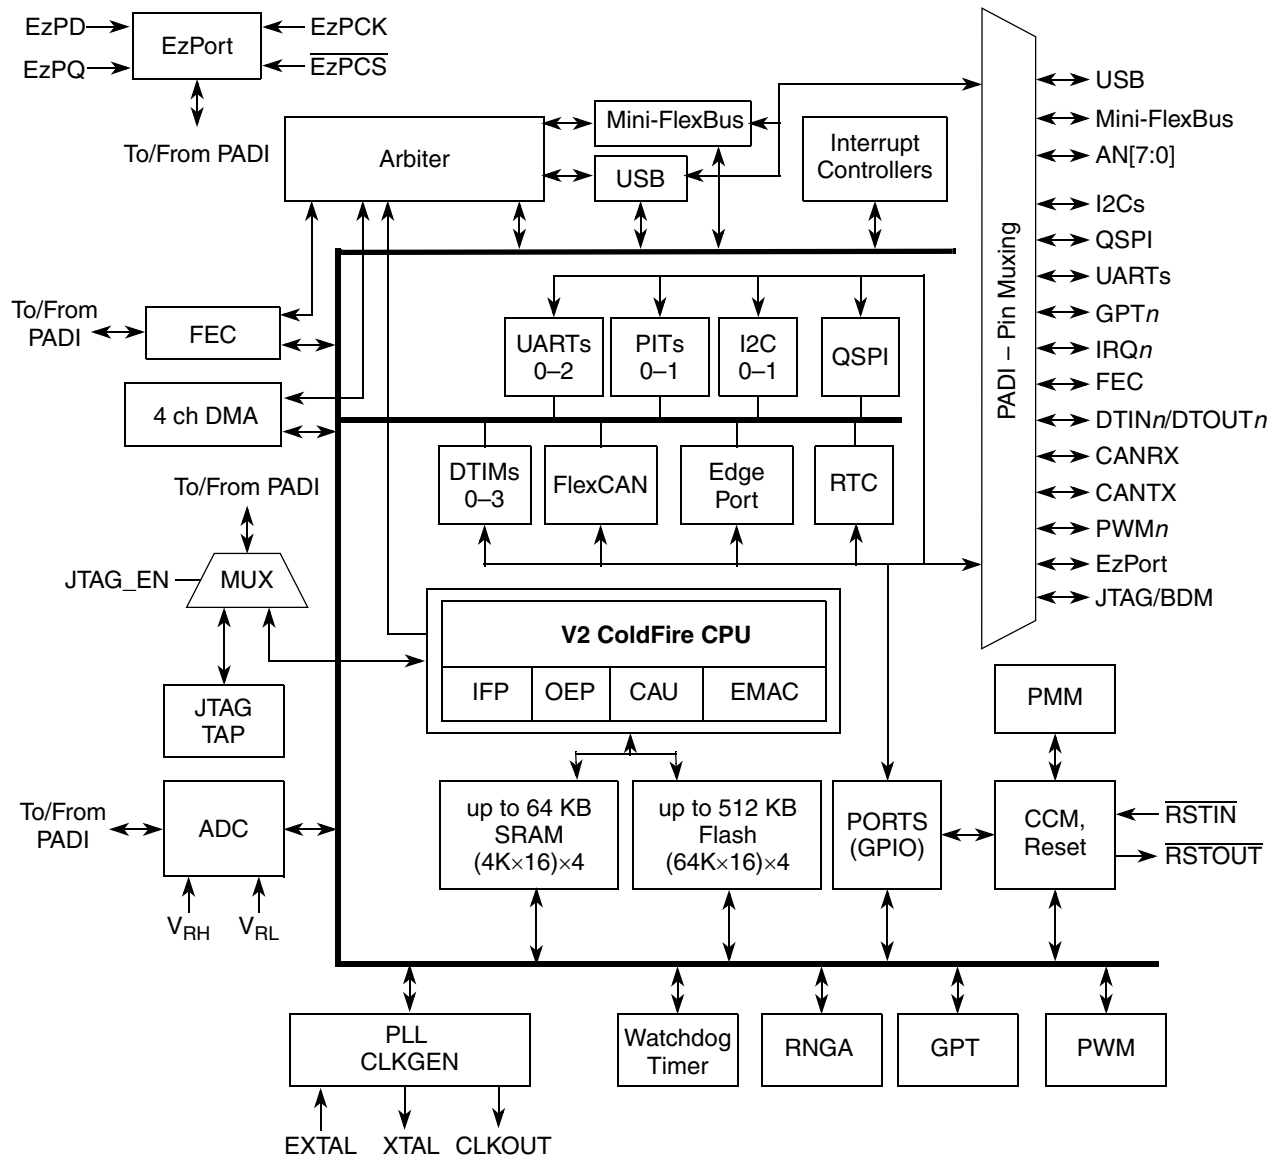 EzPD
EzPQ
EzPort
EzPCK
EzPCS
To/From PADI
Arbiter
Mini-FlexBus
USB
Interrupt
Controllers
To/From
PADI
FEC
4 ch DMA
UARTs
0–2
PITs
0–1
I2C
0–1
QSPI
DTIMs
0–3
FlexCAN
Edge
Port
RTC
To/From PADI
JTAG_EN
MUX
JTAG
TAP
V2 ColdFire CPU
IFP
OEP
CAU
EMAC
PADI – Pin Muxing
USB
Mini-FlexBus
AN[7:0]
I2Cs
QSPI
UARTs
GPTn
IRQn
FEC
DTINn/DTOUTn
CANRX
CANTX
PWMn
EzPort
JTAG/BDM
PMM
To/From
PADI
ADC
VRH
VRL
up to 64 KB
SRAM
(4K×16)×4
up to 512 KB
Flash
(64K×16)×4
PORTS
(GPIO)
CCM,
Reset
RSTIN
RSTOUT
PLL
CLKGEN
EXTAL
XTAL
CLKOUT
Watchdog
Timer
RNGA
GPT
PWM